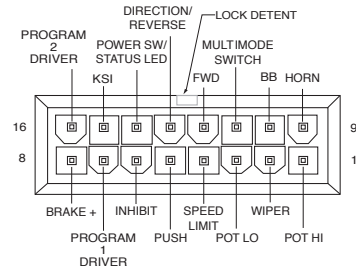 DIRECTION/
REVERSE
LOCK DETENT
PROGRAM
2
DRIVER
POWER SW/
STATUS LED
MULTIMODE
SWITCH
KSI
FWD
BB
HORN
16
9
8
1
BRAKE +
INHIBIT
SPEED
LIMIT
WIPER
PROGRAM
1
DRIVER
PUSH
POT LO
POT HI